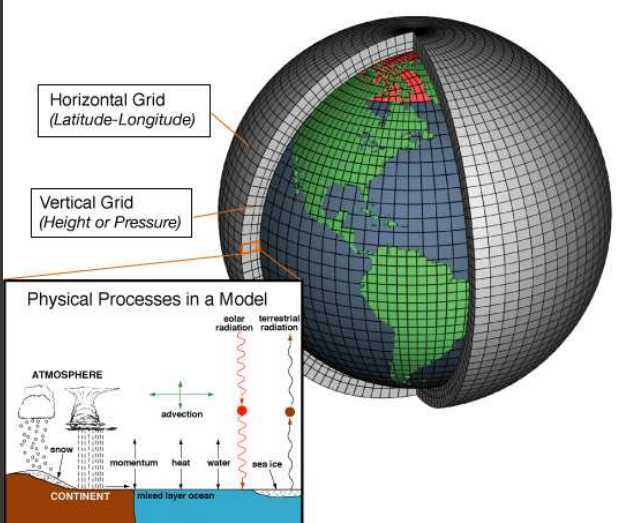 Horizontal Grid
(Latitude-Longitude)
Vertical Grid
(Height or Pressure)
Physical Processes in a Model
solar
radiation
terrestrial
radiation
ATMOSPHERE
advection
snow
momentum
heat
water
sea ice
CONTINENT
mixed layer ocean